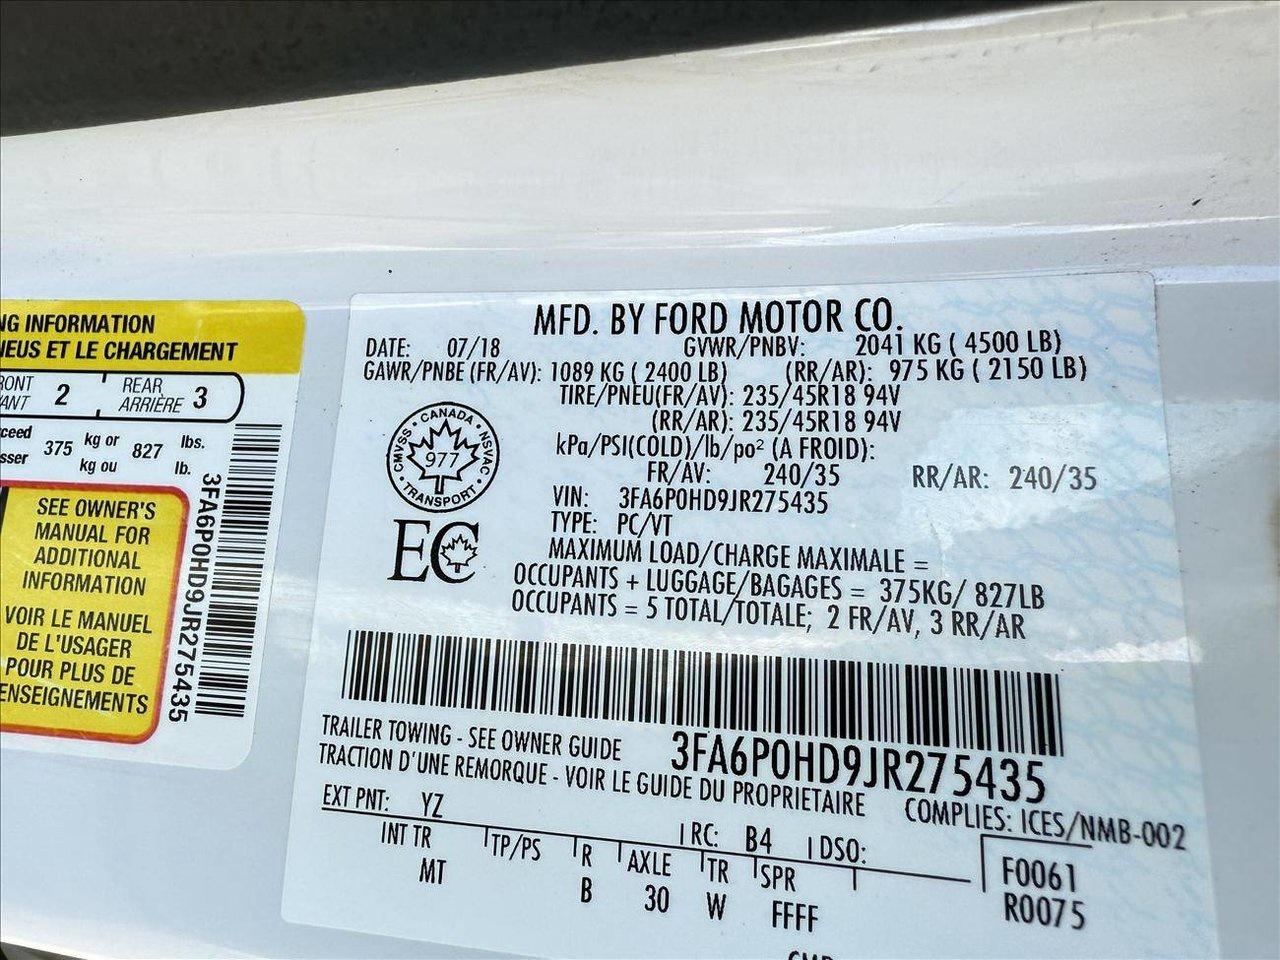 NG INFORMATION
NEUS ET LE CHARGEMENT
RONT
ANT
2
REAR
ARRIÈRE
3
ceed
sser
375
kg or
kg ou
827
lbs.
lb.
SEE OWNER'S
MANUAL FOR
ADDITIONAL
INFORMATION
VOIR LE MANUEL
DE L'USAGER
POUR PLUS DE
ENSEIGNEMENTS
3FA6P0HD9JR275435
MFD. BY FORD MOTOR CO.
DATE: 07/18 GVWR/PNBV: 2041 KG ( 4500 LB)
GAWR/PNBE (FR/AV): 1089 KG ( 2400 LB) (RR/AR): 975 KG ( 2150 LB)
TIRE/PNEU(FR/AV): 235/45R18 94V
(RR/AR): 235/45R18 94V
kPa/PSI(COLD)/lb/po² (A FROID):
FR/AV: 240/35 RR/AR: 240/35
VIN: 3FA6P0HD9JR275435
TYPE: PC/VT
MAXIMUM LOAD/CHARGE MAXIMALE =
OCCUPANTS + LUGGAGE/BAGAGES = 375KG/ 827LB
OCCUPANTS = 5 TOTAL/TOTALE; 2 FR/AV, 3 RR/AR
CANADA
CMVSS
NSVAC
977
TRANSPORT
EC
3FA6P0HD9JR275435
TRAILER TOWING - SEE OWNER GUIDE
TRACTION D'UNE REMORQUE - VOIR LE GUIDE DU PROPRIETAIRE
COMPLIES: ICES/NMB-002
EXT PNT: YZ RC: B4 DSO:
INT TR TP/PS R AXLE TR SPR
MT B 30 W FFFF
F0061
R0075